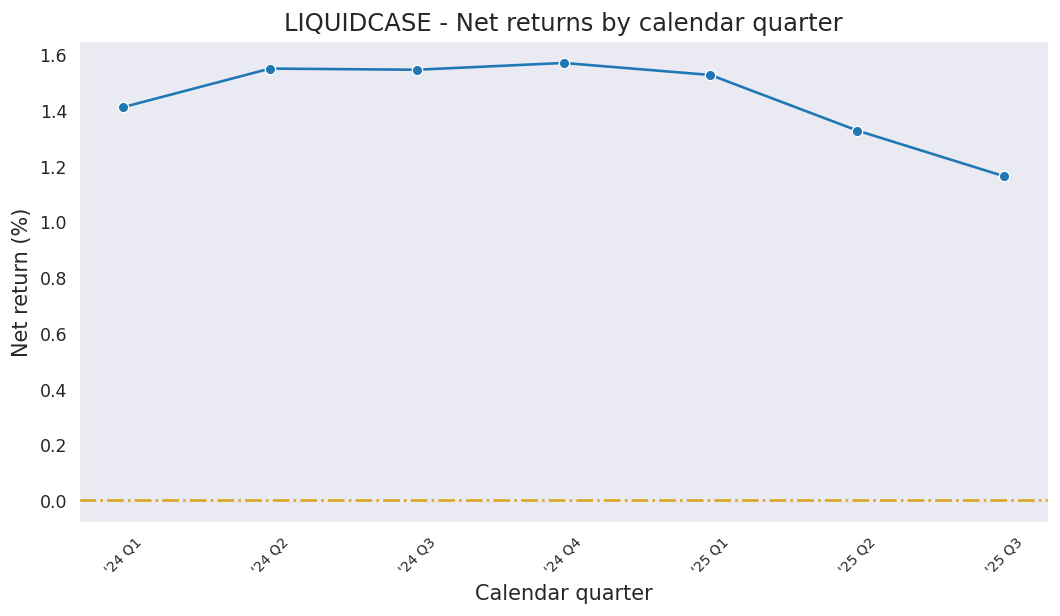 LIQUIDCASE - Net returns by calendar quarter
Net return (%)
1.6
1.4
1.2
1.0
0.8
0.6
0.4
0.2
0.0
'24 Q1
'24 Q2
'24 Q3
'24 Q4
'25 Q1
'25 Q2
'25 Q3
Calendar quarter